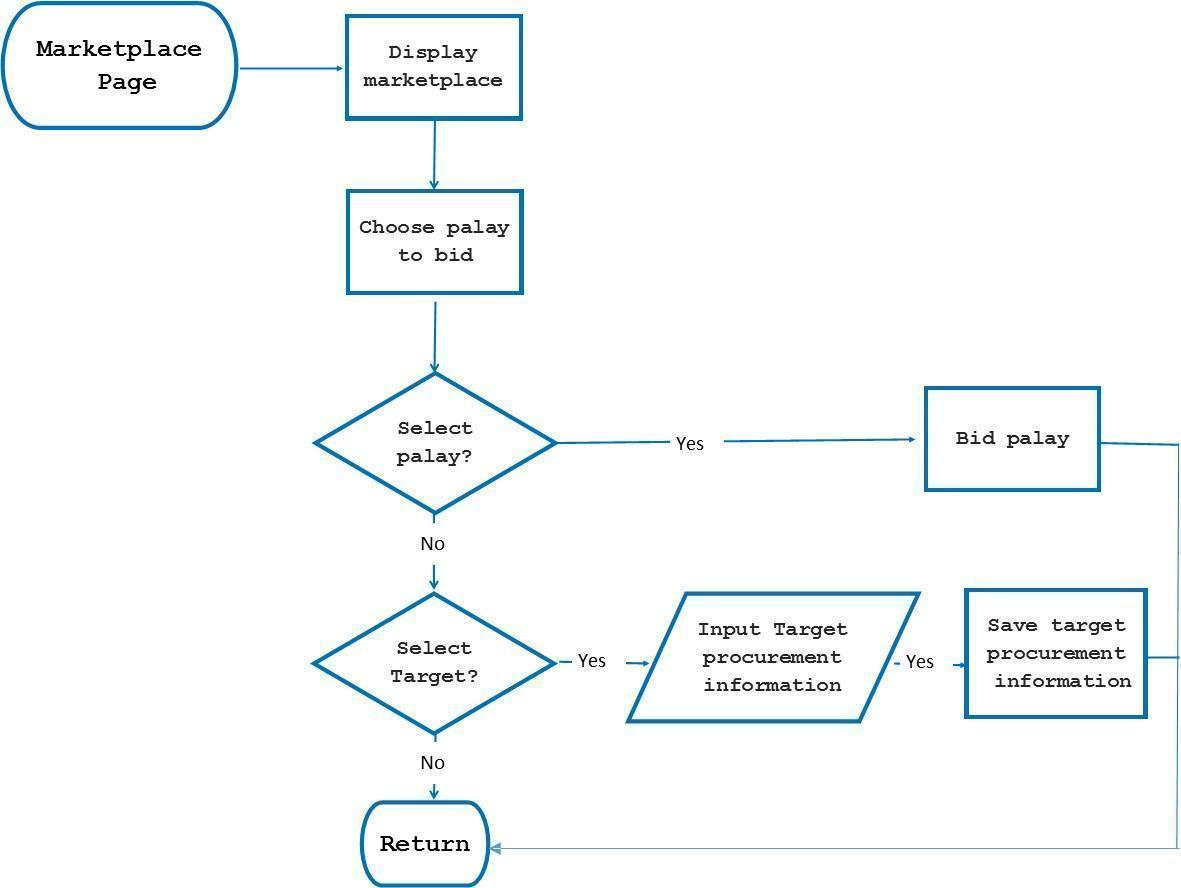 Marketplace
Page
Display
marketplace
Choose palay
to bid
Select
palay?
Yes
Bid palay
No
Select
Target?
Yes
Input Target
procurement
information
Yes
Save target
procurement
information
No
Return